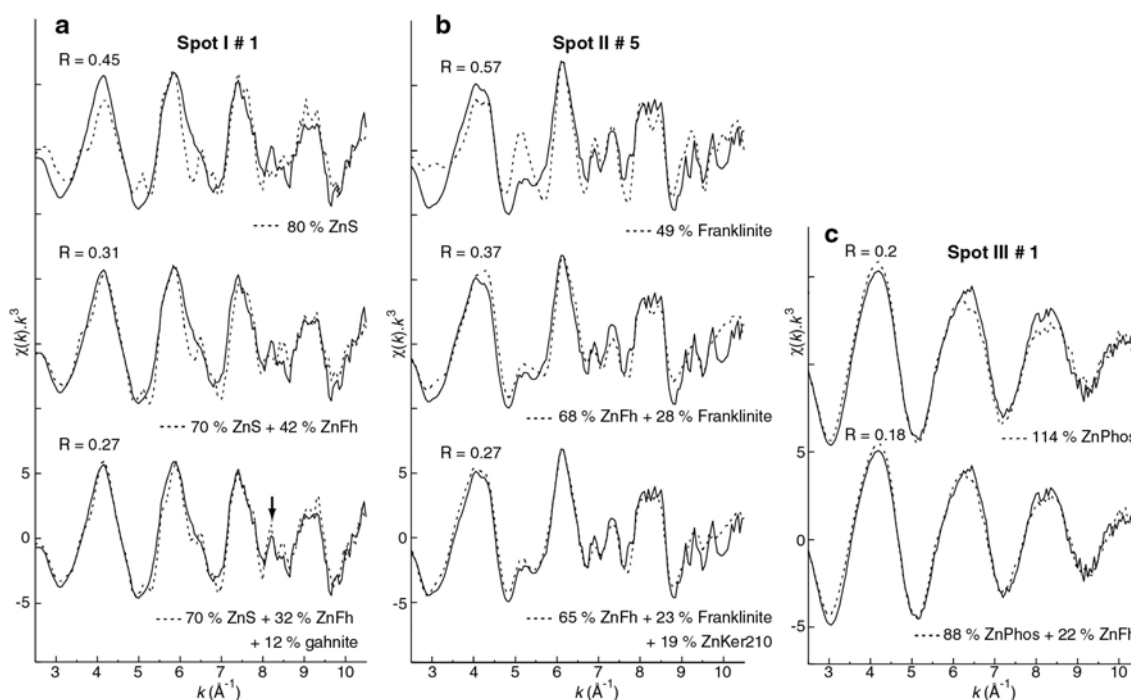 a
Spot I # 1
R = 0.45
80 % ZnS
R = 0.31
70 % ZnS + 42 % ZnFh
R = 0.27
70 % ZnS + 32 % ZnFh
+ 12 % gahnite
χ(k).k³
5
0
-5
3 4 5 6 7 8 9 10
k (Å⁻¹)
b
Spot II # 5
R = 0.57
49 % Franklinite
R = 0.37
68 % ZnFh + 28 % Franklinite
R = 0.27
65 % ZnFh + 23 % Franklinite
+ 19 % ZnKer210
3 4 5 6 7 8 9 10
k (Å⁻¹)
c
Spot III # 1
R = 0.2
114 % ZnPhos
R = 0.18
88 % ZnPhos + 22 % ZnFh
χ(k).k³
5
0
-5
3 4 5 6 7 8 9 10
k (Å⁻¹)